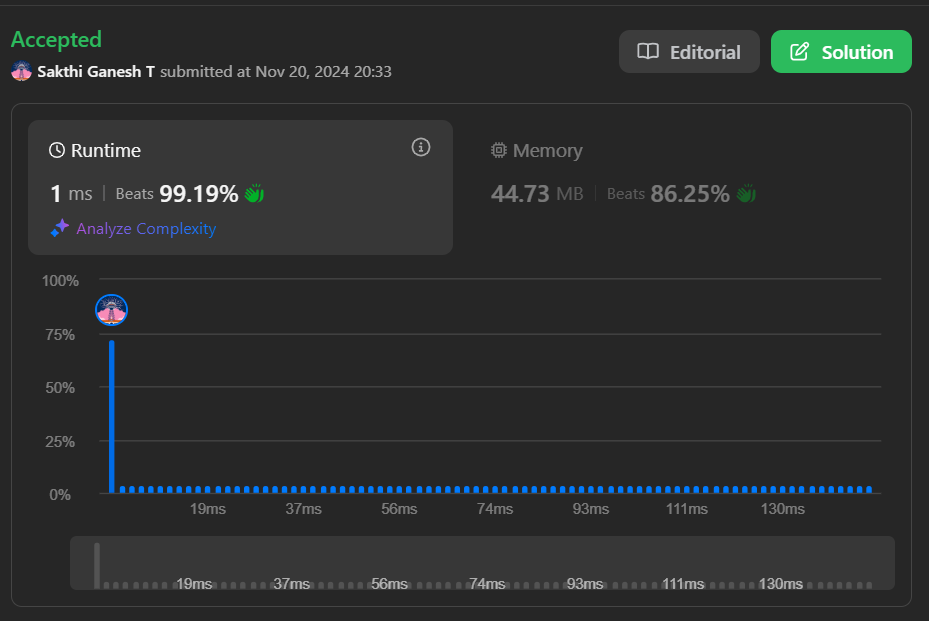 Accepted
Editorial
Solution
Sakthi Ganesh T submitted at Nov 20, 2024 20:33
Runtime
1 ms | Beats 99.19%
Analyze Complexity
Memory
44.73 MB | Beats 86.25%
100%
75%
50%
25%
0%
19ms 37ms 56ms 74ms 93ms 111ms 130ms
19ms 37ms 56ms 74ms 93ms 111ms 130ms